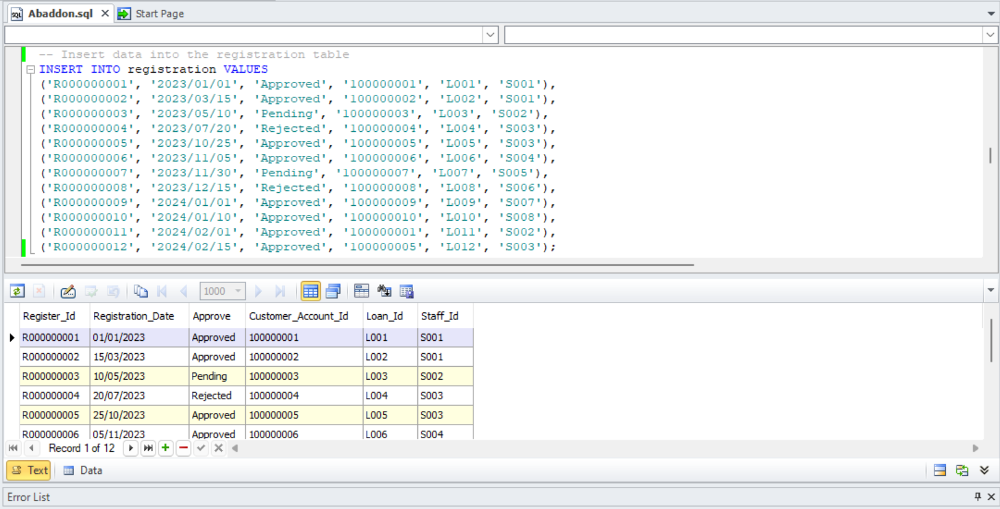 Abaddon.sql Start Page
-- Insert data into the registration table
INSERT INTO registration VALUES
('R000000001', '2023/01/01', 'Approved', '100000001', 'L001', 'S001'),
('R000000002', '2023/03/15', 'Approved', '100000002', 'L002', 'S001'),
('R000000003', '2023/05/10', 'Pending', '100000003', 'L003', 'S002'),
('R000000004', '2023/07/20', 'Rejected', '100000004', 'L004', 'S003'),
('R000000005', '2023/10/25', 'Approved', '100000005', 'L005', 'S003'),
('R000000006', '2023/11/05', 'Approved', '100000006', 'L006', 'S004'),
('R000000007', '2023/11/30', 'Pending', '100000007', 'L007', 'S005'),
('R000000008', '2023/12/15', 'Rejected', '100000008', 'L008', 'S006'),
('R000000009', '2024/01/01', 'Approved', '100000009', 'L009', 'S007'),
('R000000010', '2024/01/10', 'Approved', '100000010', 'L010', 'S008'),
('R000000011', '2024/02/01', 'Approved', '100000001', 'L011', 'S002'),
('R000000012', '2024/02/15', 'Approved', '100000005', 'L012', 'S003');
1000
Register_Id Registration_Date Approve Customer_Account_Id Loan_Id Staff_Id
R000000001 01/01/2023 Approved 100000001 L001 S001
R000000002 15/03/2023 Approved 100000002 L002 S001
R000000003 10/05/2023 Pending 100000003 L003 S002
R000000004 20/07/2023 Rejected 100000004 L004 S003
R000000005 25/10/2023 Approved 100000005 L005 S003
R000000006 05/11/2023 Approved 100000006 L006 S004
Record 1 of 12
Text Data
Error List